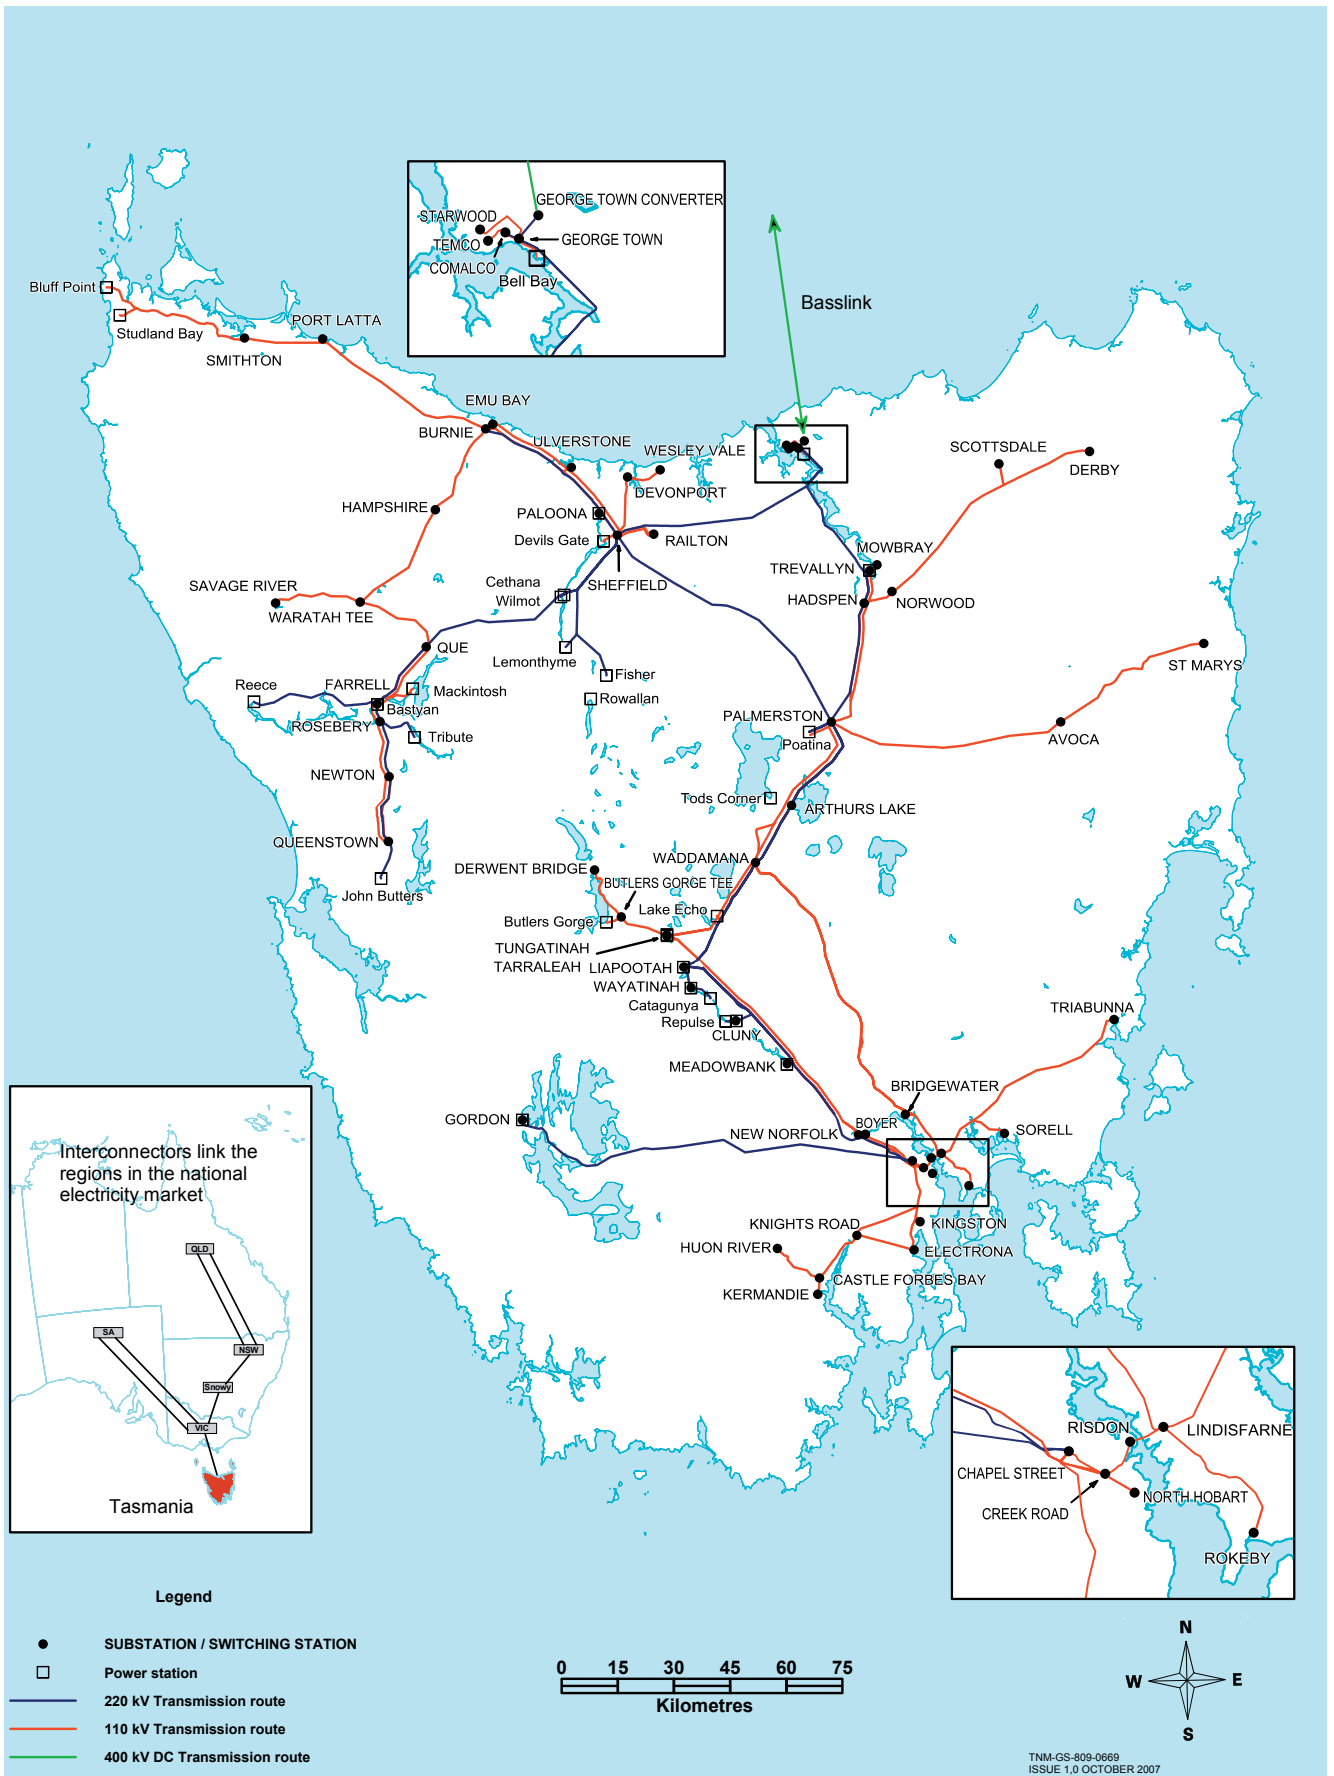 GEORGE TOWN CONVERTER
STARWOOD
TEMCO
GEORGE TOWN
COMALCO
Bell Bay
Basslink
Bluff Point
Studland Bay
PORT LATTA
SMITHTON
EMU BAY
BURNIE
ULVERSTONE
WESLEY VALE
DEVONPORT
SCOTTSDALE
DERBY
HAMPSHIRE
PALOONA
Devils Gate
RAILTON
MOWBRAY
TREVALLYN
SHEFFIELD
Cethana
Wilmot
HADSPEN
NORWOOD
SAVAGE RIVER
WARATAH TEE
QUE
Lemonthyme
Fisher
Rowallan
ST MARYS
Reece
FARRELL
Mackintosh
Bastyan
ROSEBERY
Tribute
PALMERSTON
Poatina
AVOCA
NEWTON
Tods Corner
ARTHURS LAKE
QUEENSTOWN
John Butters
WADDAMANA
DERWENT BRIDGE
BUTLERS GORGE TEE
Lake Echo
Butlers Gorge
TUNGATINAH
TARRALEAH
LIAPOOTAH
WAYATINAH
Catagunya
Repulse
CLUNY
MEADOWBANK
TRIABUNNA
BRIDGEWATER
GORDON
BOYER
NEW NORFOLK
SORELL
KNIGHTS ROAD
KINGSTON
HUON RIVER
ELECTRONA
CASTLE FORBES BAY
KERMANDIE
Interconnectors link the
regions in the national
electricity market
QLD
SA
NSW
Snowy
VIC
Tasmania
RISDON
LINDISFARNE
CHAPEL STREET
CREEK ROAD
NORTH HOBART
ROKEBY
Legend
SUBSTATION / SWITCHING STATION
Power station
220 kV Transmission route
110 kV Transmission route
400 kV DC Transmission route
0 15 30 45 60 75
Kilometres
N
W E
S
TNM-GS-809-0669
ISSUE 1,0 OCTOBER 2007